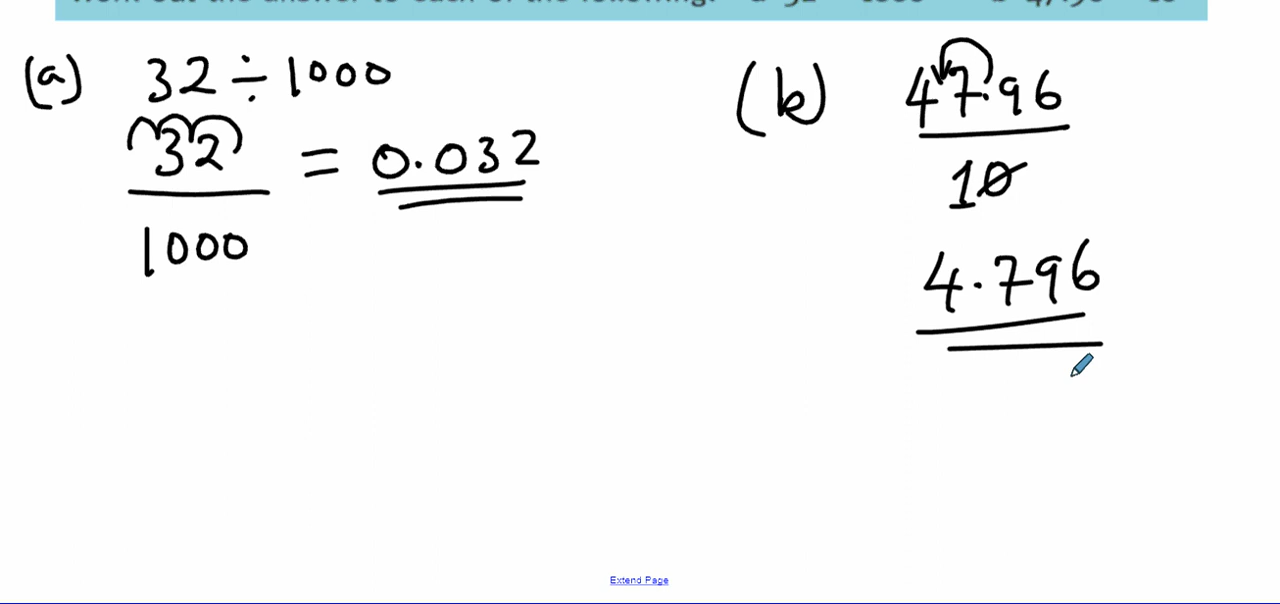 (a) 32 ÷ 1000
32
1000
= 0.032
(b) 47.96
10
4.796
Extend Page